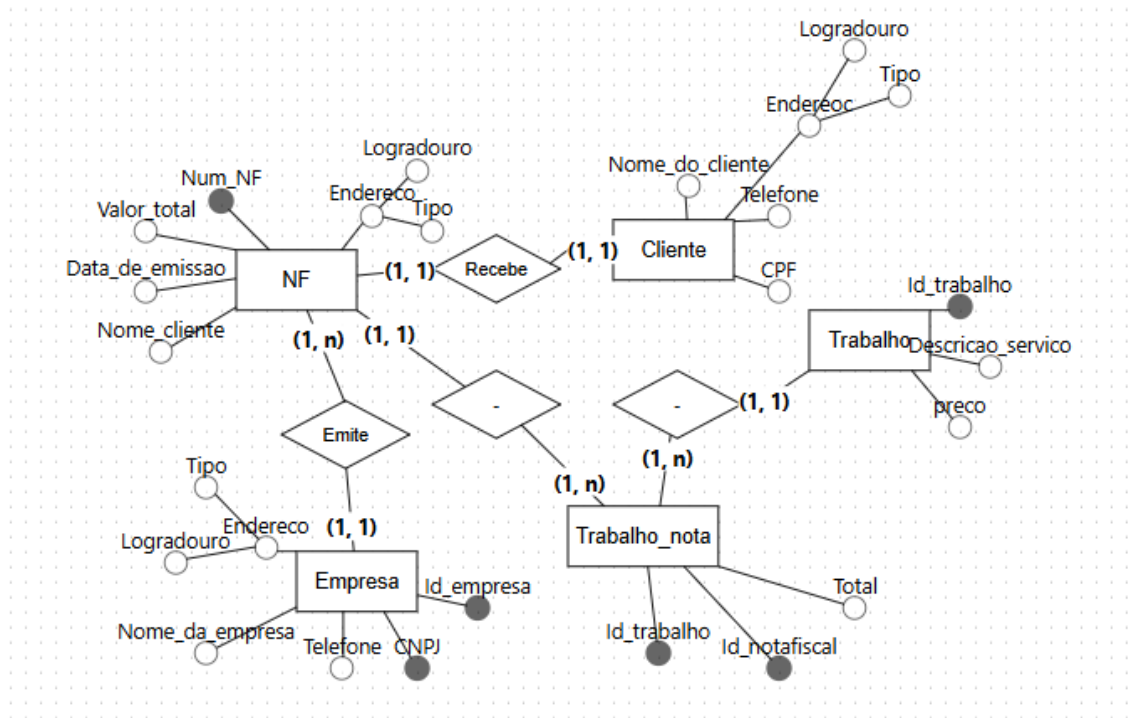 Logradouro
Tipo
Endereoc
Logradouro
Nome_do_cliente
Num_NF
Endereco
Telefone
Valor_total
Tipo
(1, 1)
Cliente
Data_de_emissao
NF
(1, 1)
Recebe
CPF
Id_trabalho
Nome_cliente
(1, n)
(1, 1)
Trabalho
Descricao_servico
-
-
(1, 1)
preco
Emite
(1, n)
Tipo
(1, n)
Endereco
(1, 1)
Logradouro
Trabalho_nota
Empresa
Id_empresa
Total
Nome_da_empresa
Telefone
CNPJ
Id_trabalho
Id_notafiscal